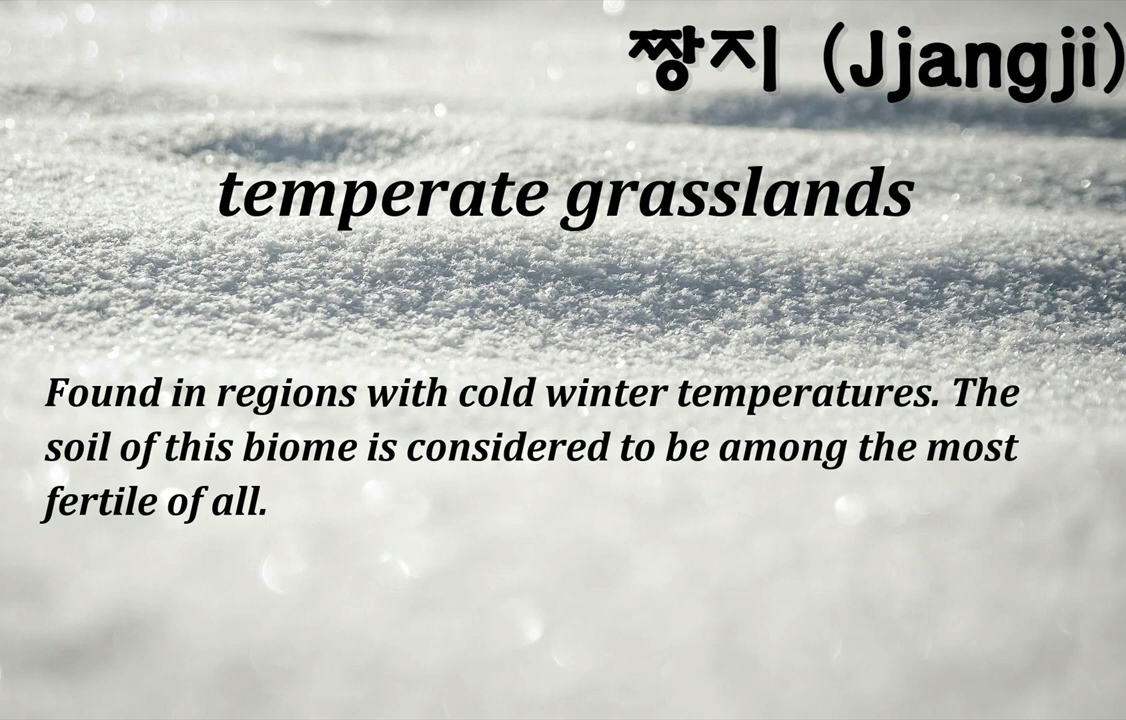 짱지 (Jjangji)
temperate grasslands
Found in regions with cold winter temperatures. The
soil of this biome is considered to be among the most
fertile of all.